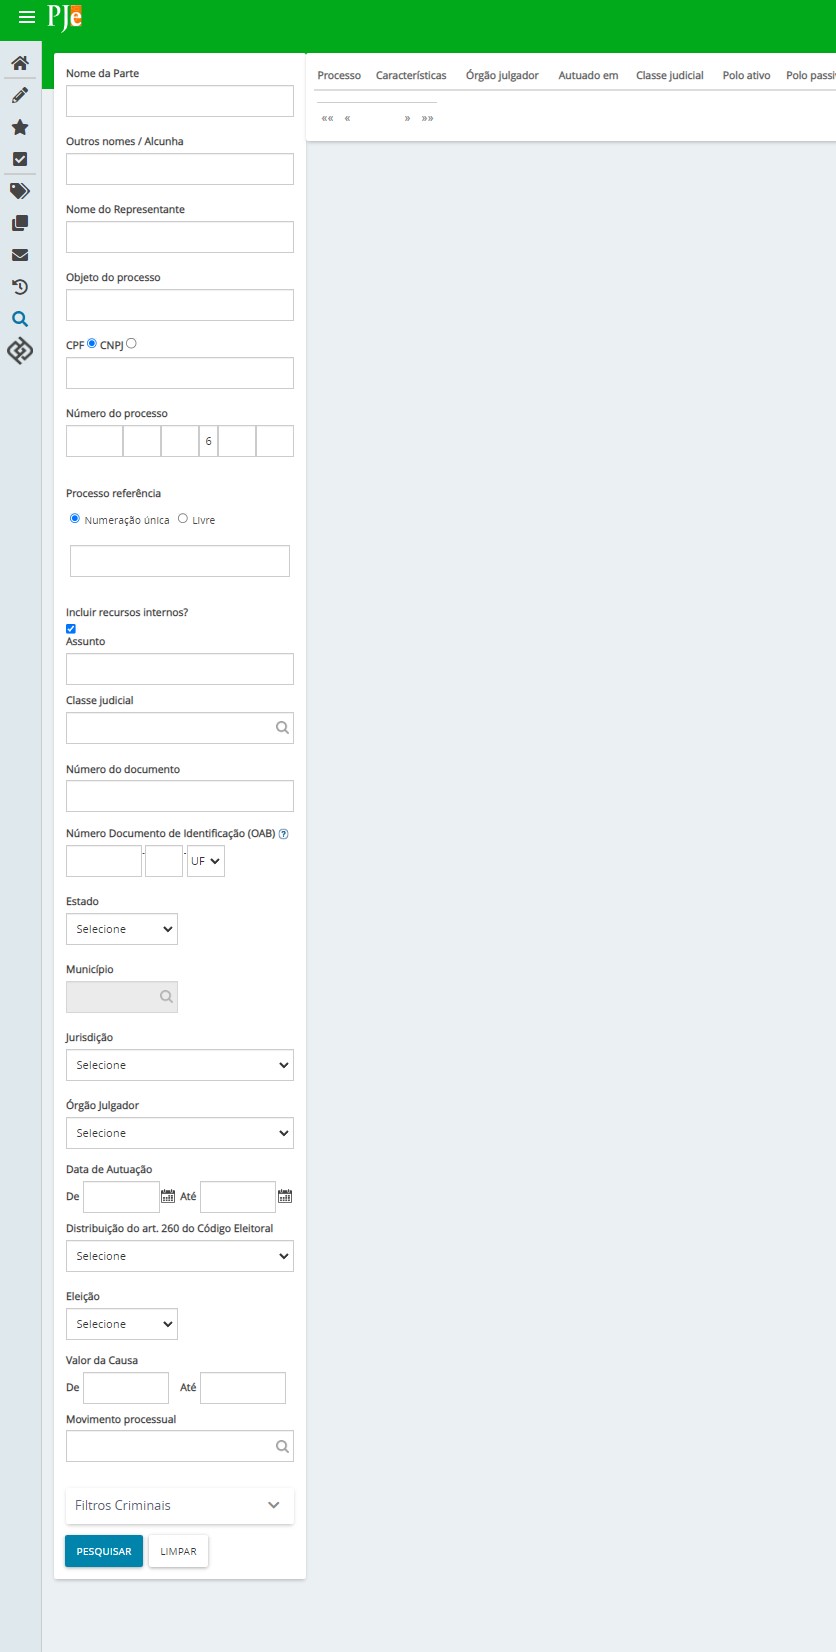 PJe
Nome da Parte
Outros nomes / Alcunha
Nome do Representante
Objeto do processo
CPF CNPJ
Número do processo
6
Processo referência
Numeração única Livre
Incluir recursos internos?
Assunto
Classe judicial
Número do documento
Número Documento de Identificação (OAB) ?
- - UF
Estado
Selecione
Município
Jurisdição
Selecione
Órgão Julgador
Selecione
Data de Autuação
De Até
Distribuição do art. 260 do Código Eleitoral
Selecione
Eleição
Selecione
Valor da Causa
De Até
Movimento processual
Filtros Criminais
PESQUISAR LIMPAR
Processo Características Órgão julgador Autuado em Classe judicial Polo ativo Polo passi
«« « » »»